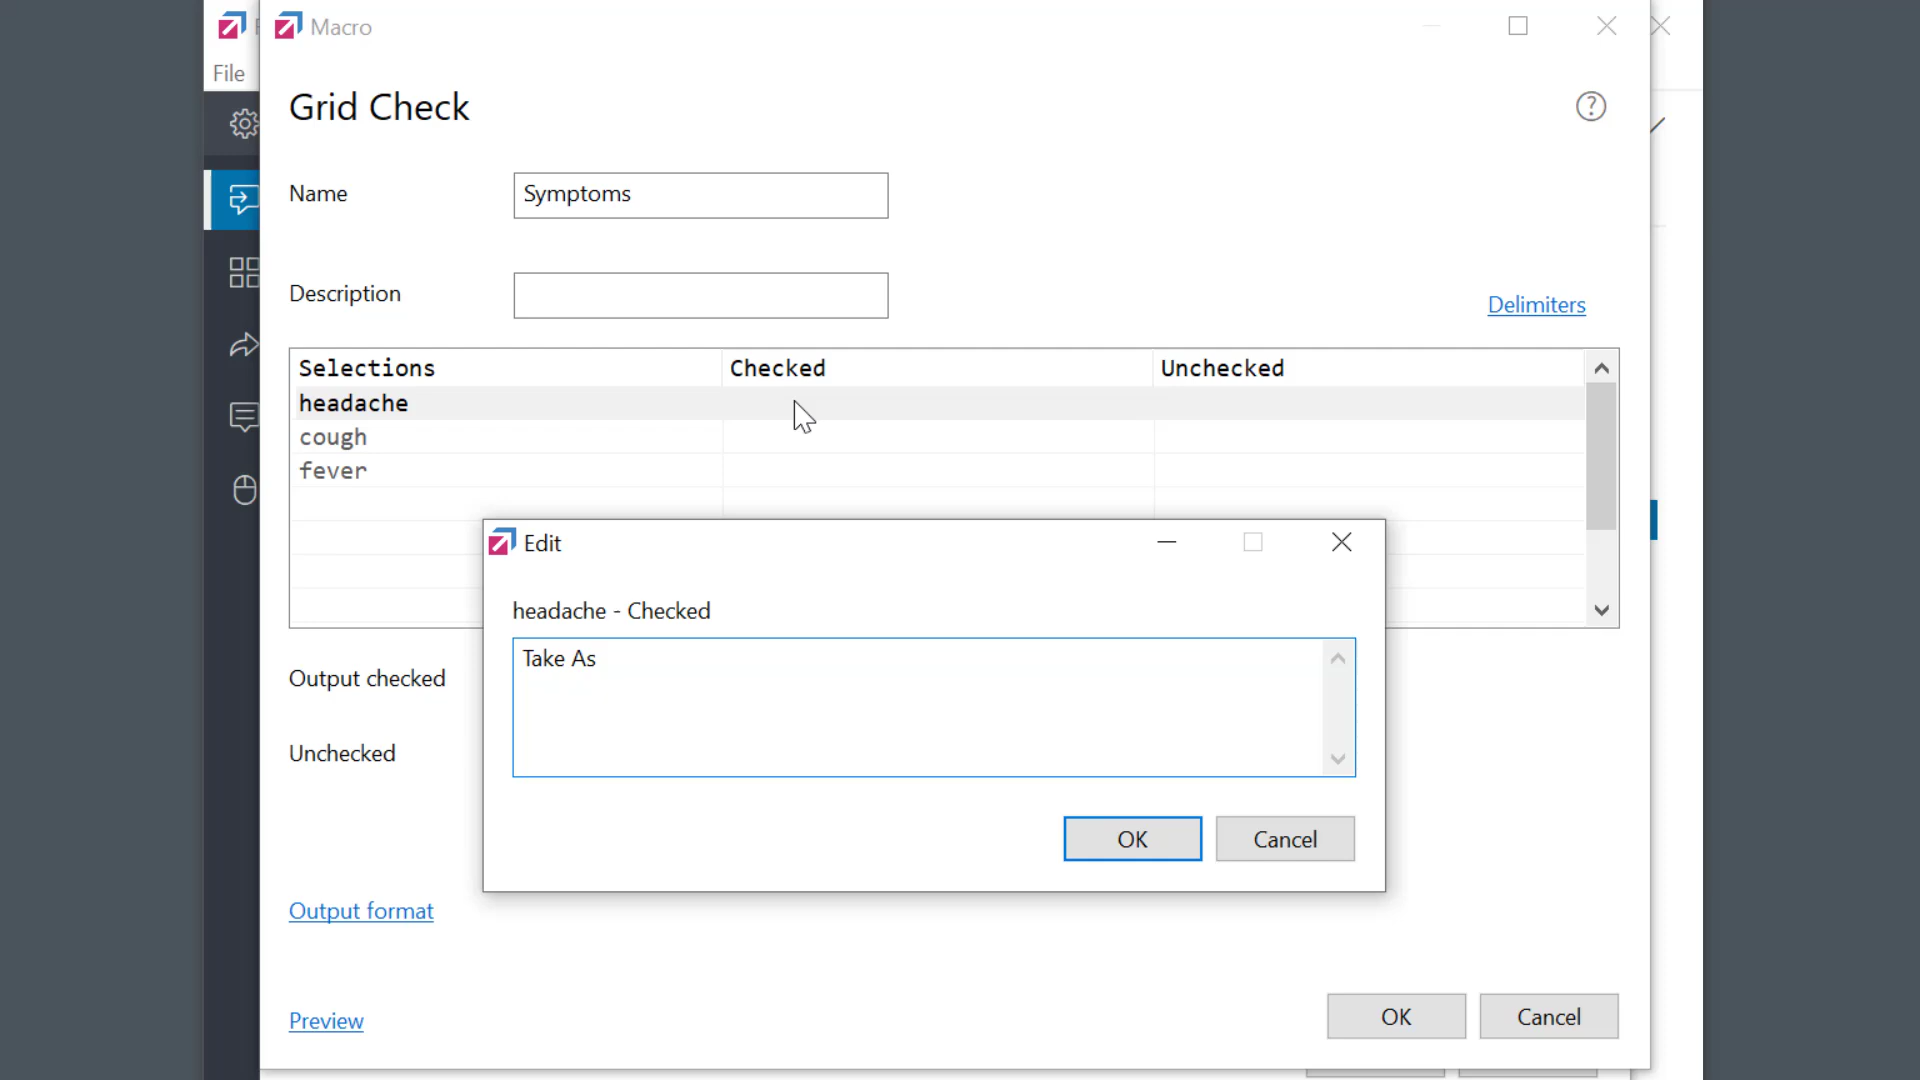 Macro
File
Grid Check
Name
Symptoms
Description
Delimiters
Selections Checked Unchecked
headache
cough
fever
Edit
headache - Checked
Take As
OK Cancel
Output checked
Unchecked
Output format
Preview
OK Cancel